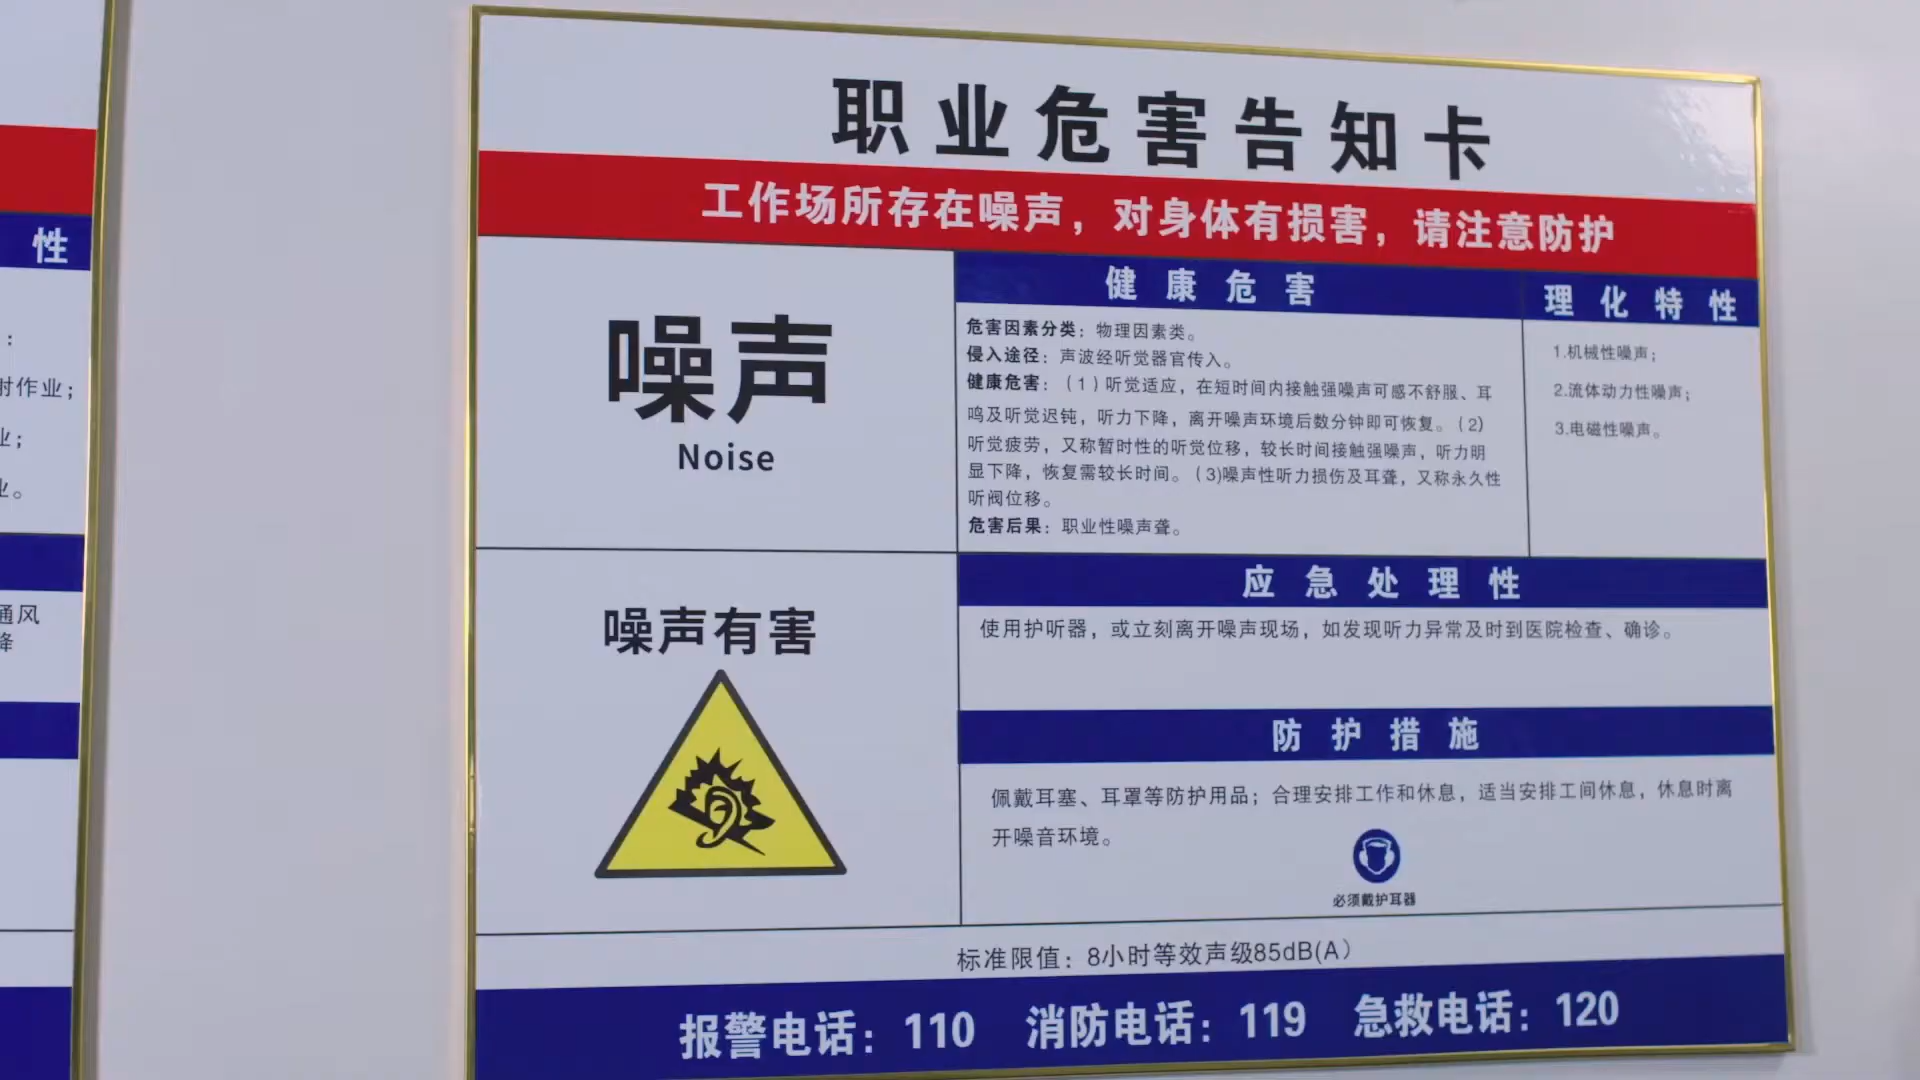 性
：
射作业；
业；
业。
通风
降
职业危害告知卡
工作场所存在噪声，对身体有损害，请注意防护
噪声
Noise
健康危害
危害因素分类：物理因素类。
侵入途径：声波经听觉器官传入。
健康危害：（1）听觉适应，在短时间内接触强噪声可感不舒服、耳
鸣及听觉迟钝，听力下降，离开噪声环境后数分钟即可恢复。（2）
听觉疲劳，又称暂时性的听觉位移，较长时间接触强噪声，听力明
显下降，恢复需较长时间。（3)噪声性听力损伤及耳聋，又称永久性
听阀位移。
危害后果：职业性噪声聋。
理化特性
1.机械性噪声；
2.流体动力性噪声；
3.电磁性噪声。
噪声有害
应急处理性
使用护听器，或立刻离开噪声现场，如发现听力异常及时到医院检查、确诊。
防护措施
佩戴耳塞、耳罩等防护用品；合理安排工作和休息，适当安排工间休息，休息时离
开噪音环境。
必须戴护耳器
标准限值：8小时等效声级85dB(A）
报警电话：110 消防电话：119 急救电话：120